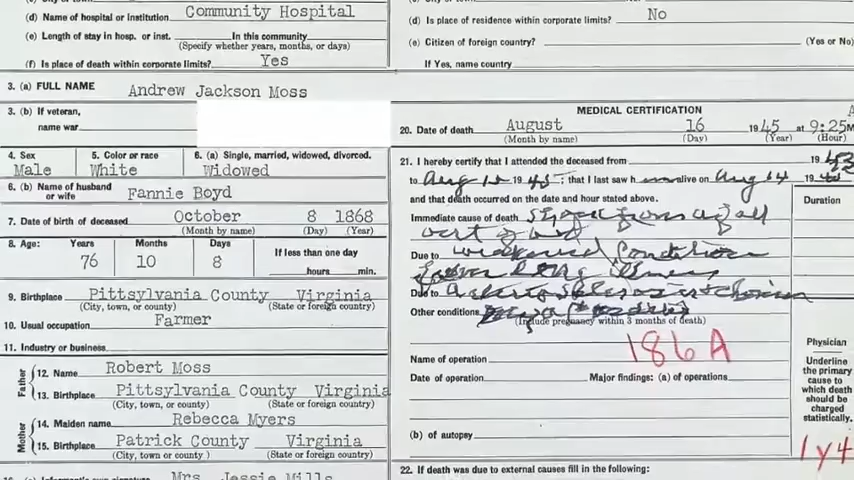 (d) Name of hospital or institution Community Hospital
(e) Length of stay in hosp. or inst. In this community
(Specify whether years, months, or days)
(f) Is place of death within corporate limits? Yes
(d) Is place of residence within corporate limits? No
(e) Citizen of foreign country? (Yes or No)
If Yes, name country
3. (a) FULL NAME Andrew Jackson Moss
3. (b) If veteran,
name war
4. Sex Male
5. Color or race White
6. (a) Single, married, widowed, divorced. Widowed
6. (b) Name of husband
or wife Fannie Boyd
7. Date of birth of deceased October 8 1868
(Month by name) (Day) (Year)
8. Age: Years Months Days If less than one day
76 10 8 hours min.
9. Birthplace Pittsylvania County Virginia
(City, town, or county) (State or foreign country)
10. Usual occupation Farmer
11. Industry or business
Father
12. Name Robert Moss
13. Birthplace Pittsylvania County Virginia
(City, town, or county) (State or foreign country)
Mother
14. Maiden name Rebecca Myers
15. Birthplace Patrick County Virginia
(City, town, or county) (State or foreign country)
Mrs. Jessie Mills
MEDICAL CERTIFICATION
20. Date of death August 16 1945 at 9:25
(Month by name) (Day) (Year) (Hour)
21. I hereby certify that I attended the deceased from 19
to Aug 19 45; that I last saw h alive on Aug 19
and that death occurred on the date and hour stated above.
Duration
Immediate cause of death
Due to weakened Condition
Due to
Other conditions
(Include pregnancy within 3 months of death)
186A
Name of operation
Date of operation Major findings: (a) of operations
(b) of autopsy
Physician
Underline
the primary
cause to
which death
should be
charged
statistically.
1y4
22. If death was due to external causes fill in the following: